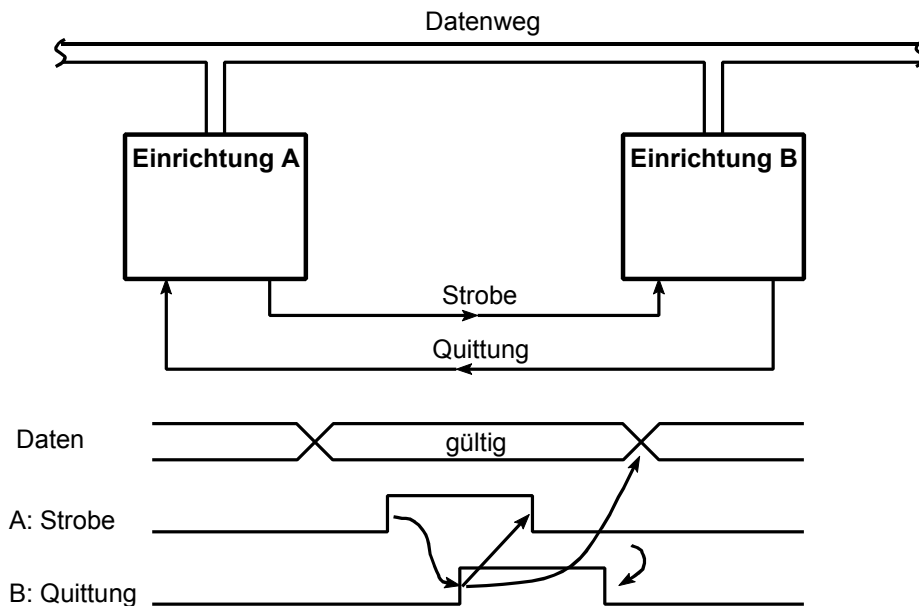 Datenweg
Einrichtung A
Einrichtung B
Strobe
Quittung
Daten
gültig
A: Strobe
B: Quittung